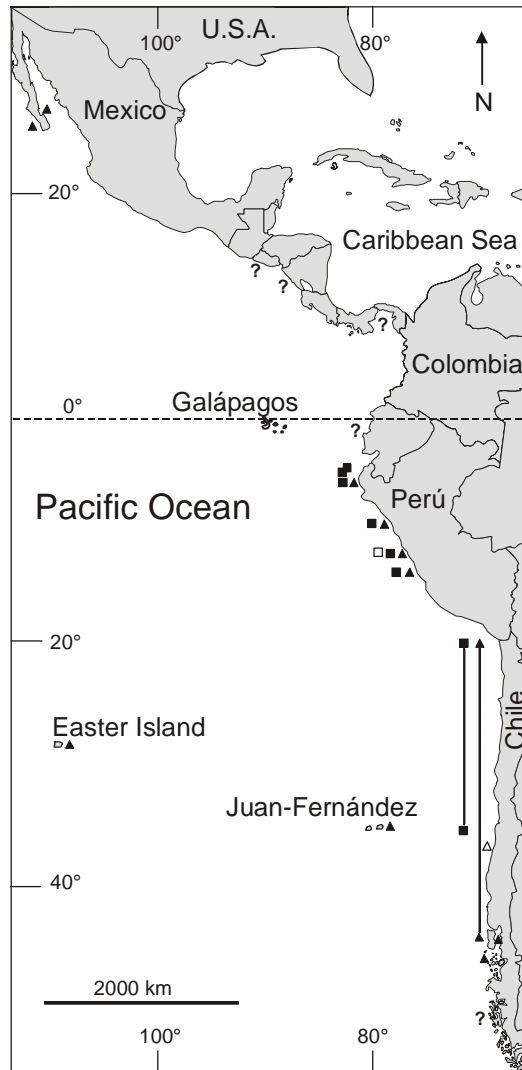 100°
U.S.A.
80°
N
Mexico
20°
Caribbean Sea
?
?
?
Colombia
Galápagos
0°
?
Perú
Pacific Ocean
20°
Chile
Easter Island
Juan-Fernández
40°
2000 km
?
100°
80°